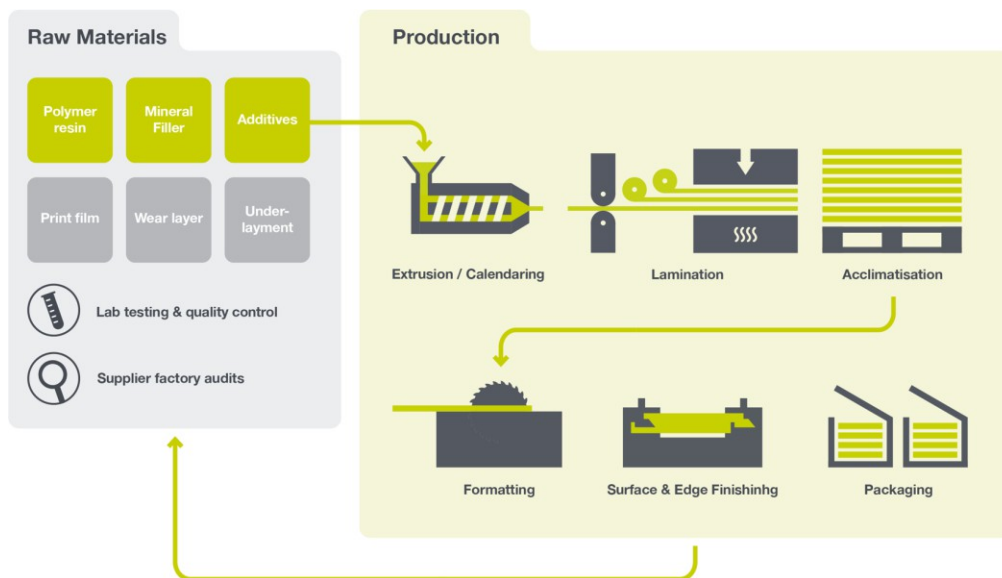 Raw Materials
Production
Polymer
resin
Mineral
Filler
Additives
Print film
Wear layer
Under-
layment
Lab testing & quality control
Supplier factory audits
Extrusion / Calendaring
Lamination
Acclimatisation
Formatting
Surface & Edge Finishinhg
Packaging